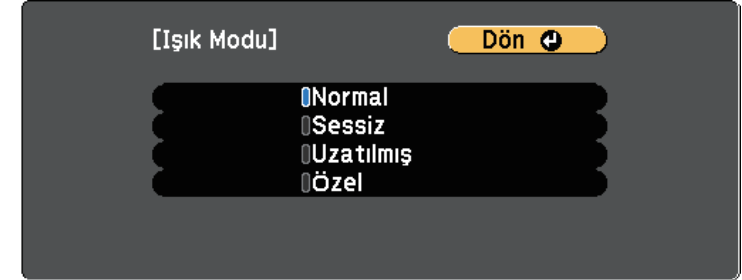 [Işık Modu] Dön
Normal
Sessiz
Uzatılmış
Özel